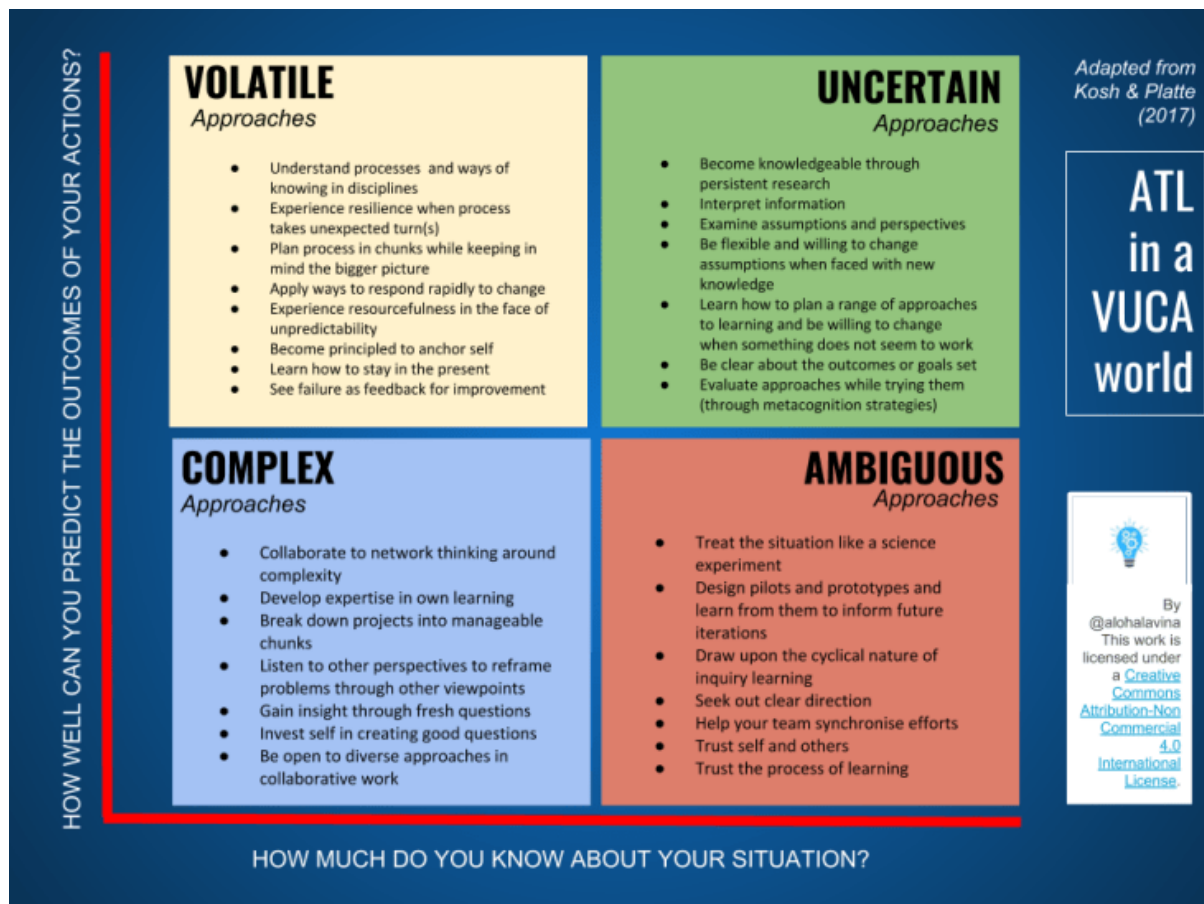 HOW WELL CAN YOU PREDICT THE OUTCOMES OF YOUR ACTIONS?
VOLATILE
Approaches
● Understand processes and ways of
knowing in disciplines
● Experience resilience when process
takes unexpected turn(s)
● Plan process in chunks while keeping in
mind the bigger picture
● Apply ways to respond rapidly to change
● Experience resourcefulness in the face of
unpredictability
● Become principled to anchor self
● Learn how to stay in the present
● See failure as feedback for improvement
UNCERTAIN
Approaches
● Become knowledgeable through
persistent research
● Interpret information
● Examine assumptions and perspectives
● Be flexible and willing to change
assumptions when faced with new
knowledge
● Learn how to plan a range of approaches
to learning and be willing to change
when something does not seem to work
● Be clear about the outcomes or goals set
● Evaluate approaches while trying them
(through metacognition strategies)
COMPLEX
Approaches
● Collaborate to network thinking around
complexity
● Develop expertise in own learning
● Break down projects into manageable
chunks
● Listen to other perspectives to reframe
problems through other viewpoints
● Gain insight through fresh questions
● Invest self in creating good questions
● Be open to diverse approaches in
collaborative work
AMBIGUOUS
Approaches
● Treat the situation like a science
experiment
● Design pilots and prototypes and
learn from them to inform future
iterations
● Draw upon the cyclical nature of
inquiry learning
● Seek out clear direction
● Help your team synchronise efforts
● Trust self and others
● Trust the process of learning
HOW MUCH DO YOU KNOW ABOUT YOUR SITUATION?
Adapted from
Kosh & Platte
(2017)
ATL
in a
VUCA
world
By
@alohalavina
This work is
licensed under
a Creative
Commons
Attribution-Non
Commercial
4.0
International
License.